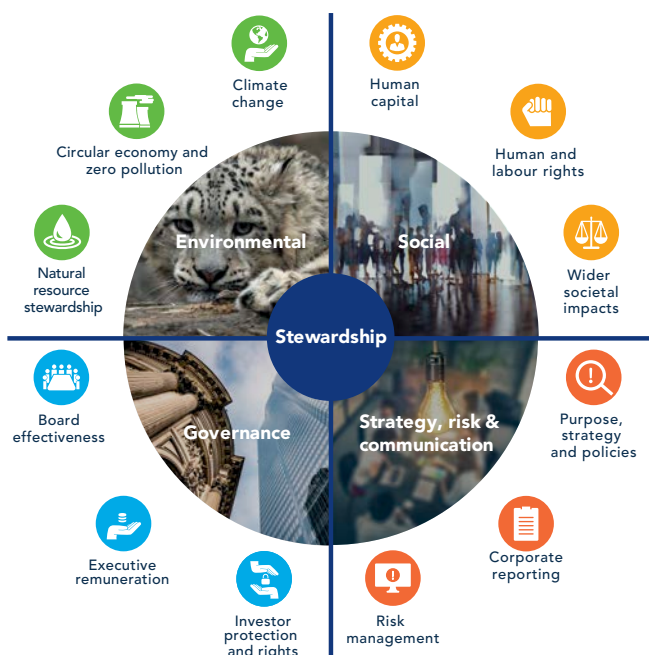 Climate
change
Human
capital
Circular economy and
zero pollution
Human and
labour rights
Environmental
Social
Natural
resource
stewardship
Wider
societal
impacts
Stewardship
Board
effectiveness
Governance
Strategy, risk &
communication
Purpose,
strategy
and policies
Executive
remuneration
Corporate
reporting
Investor
protection
and rights
Risk
management